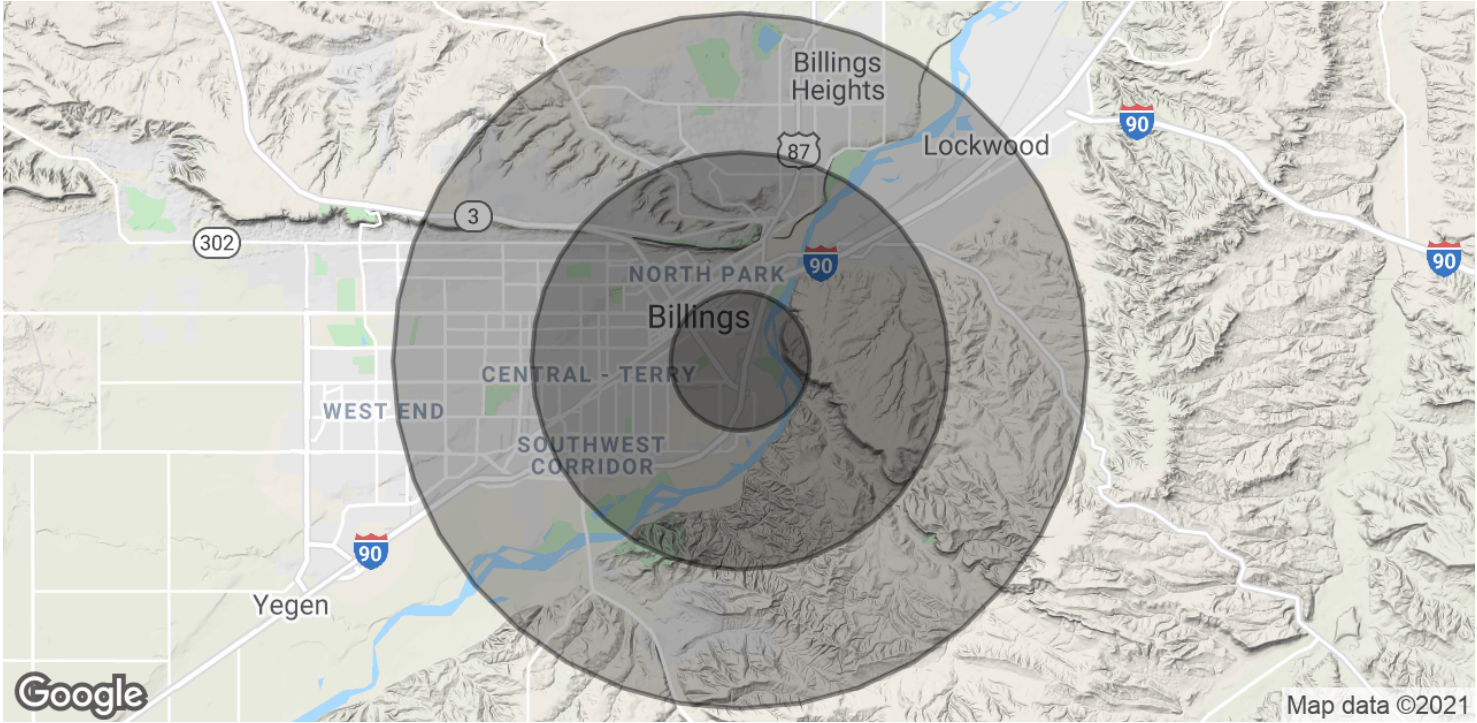 Billings
Heights
87
90
Lockwood
3
302
90
90
NORTH PARK
Billings
CENTRAL - TERRY
WEST END
SOUTHWEST
CORRIDOR
90
Yegen
Google
Map data ©2021